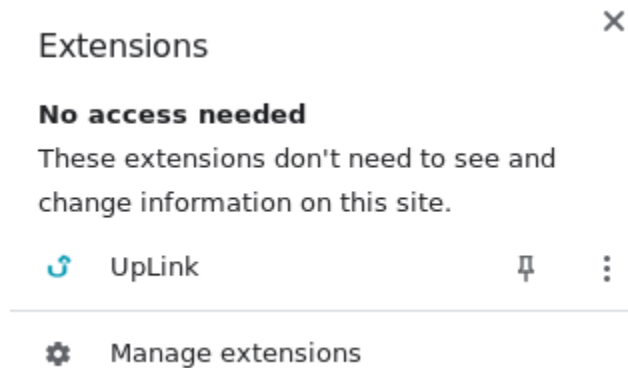 Extensions
No access needed
These extensions don't need to see and
change information on this site.
UpLink
Manage extensions